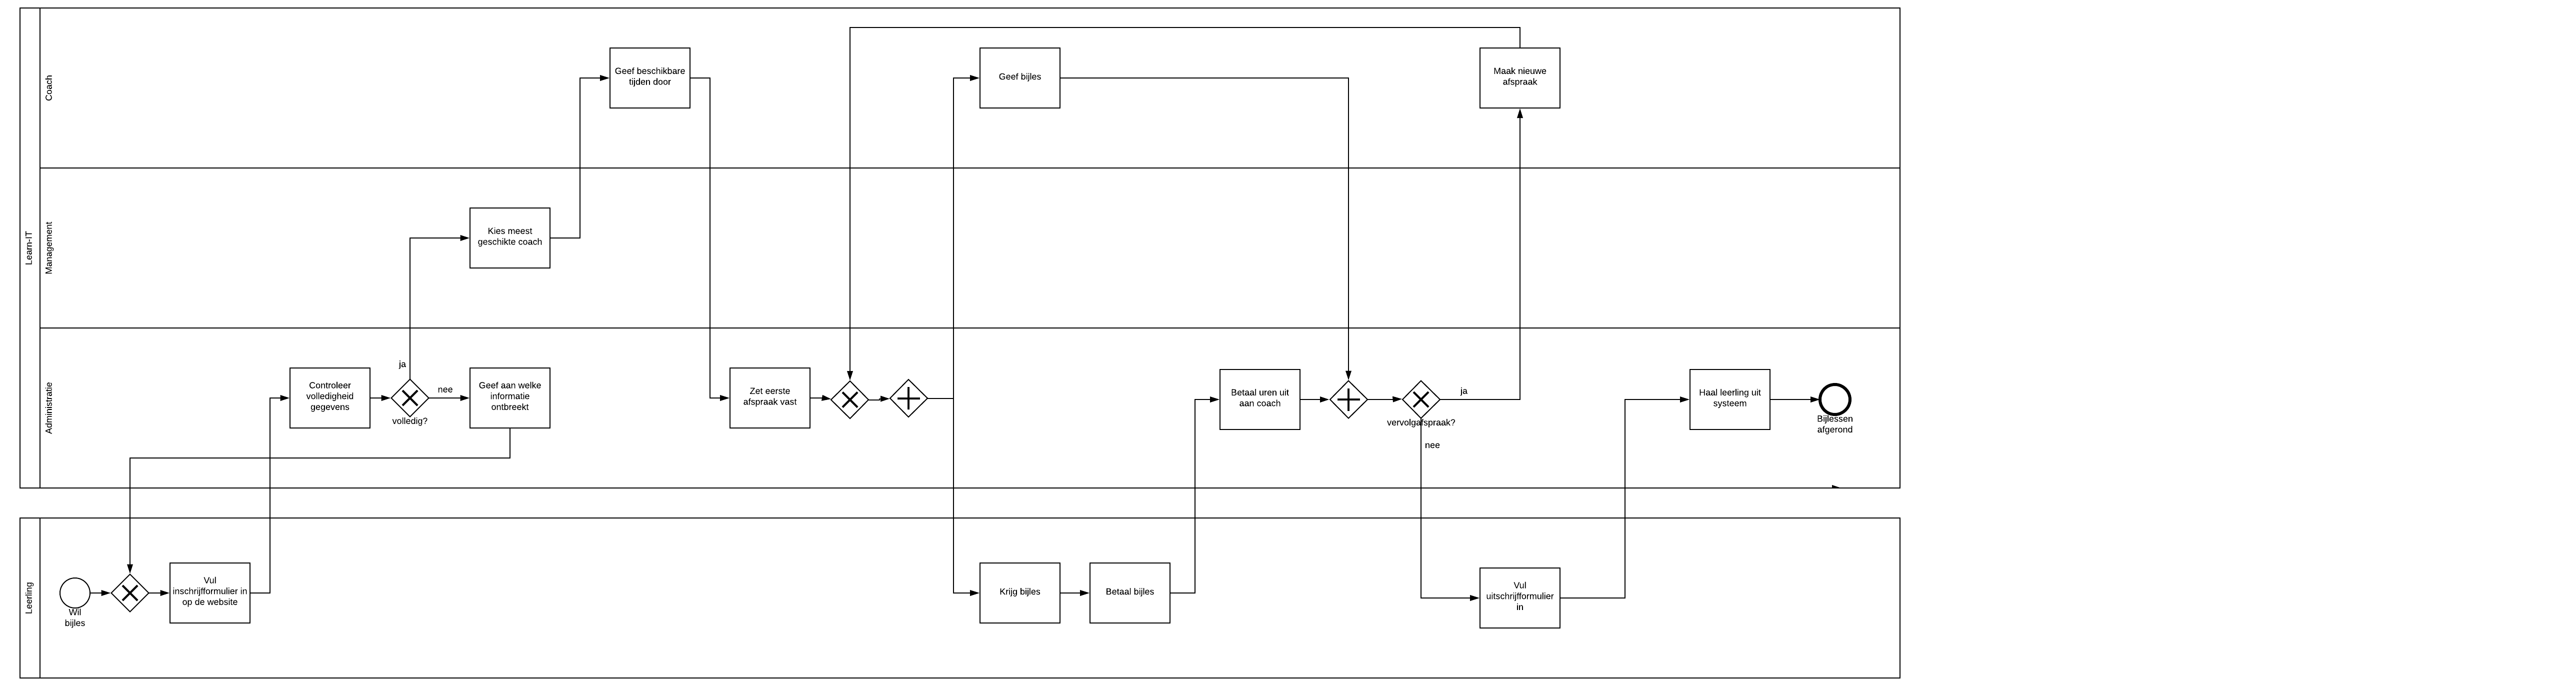 Learn-IT
Coach
Geef beschikbare
tijden door
Geef bijles
Maak nieuwe
afspraak
Management
Kies meest
geschikte coach
Administratie
Controleer
volledigheid
gegevens
ja
nee
volledig?
Geef aan welke
informatie
ontbreekt
Zet eerste
afspraak vast
Betaal uren uit
aan coach
ja
vervolgafspraak?
nee
Haal leerling uit
systeem
Bijlessen
afgerond
Leerling
Wil
bijles
Vul
inschrijfformulier in
op de website
Krijg bijles
Betaal bijles
Vul
uitschrijfformulier
in